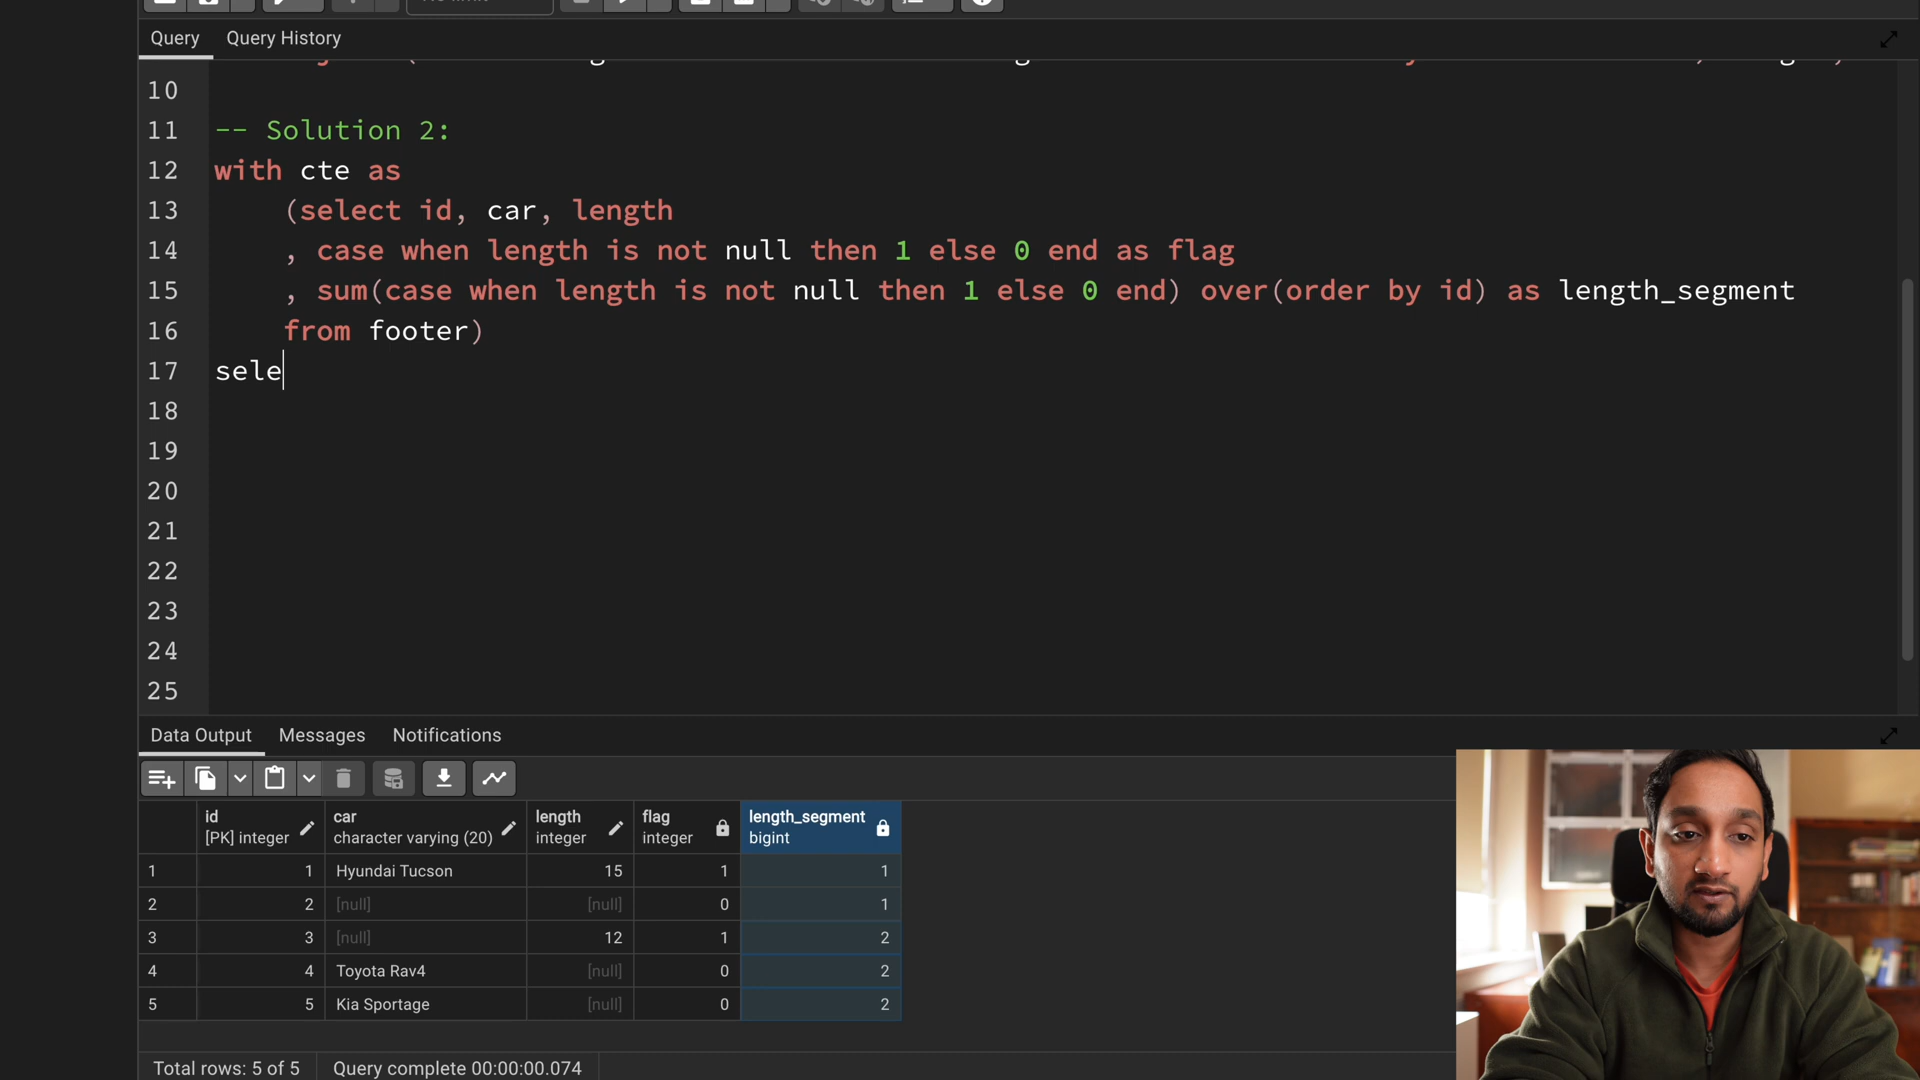 Query Query History
10
11 -- Solution 2:
12 with cte as
13 (select id, car, length
14 , case when length is not null then 1 else 0 end as flag
15 , sum(case when length is not null then 1 else 0 end) over(order by id) as length_segment
16 from footer)
17 sele
18
19
20
21
22
23
24
25
Data Output Messages Notifications
id car length flag length_segment
[PK] integer character varying (20) integer integer bigint
1 1 Hyundai Tucson 15 1 1
2 2 [null] [null] 0 1
3 3 [null] 12 1 2
4 4 Toyota Rav4 [null] 0 2
5 5 Kia Sportage [null] 0 2
Total rows: 5 of 5 Query complete 00:00:00.074